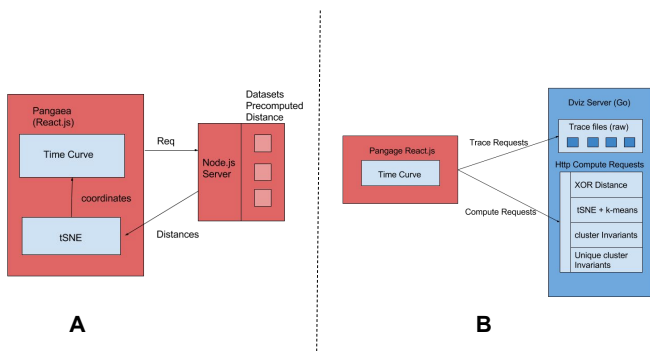 Pangaea
(React.js)
Time Curve
coordinates
tSNE
Req
Distances
Datasets
Precomputed
Distance
Node.js
Server
A
Pangage React.js
Time Curve
Trace Requests
Compute Requests
Dviz Server (Go)
Trace files (raw)
Http Compute Requests
XOR Distance
tSNE + k-means
cluster Invariants
Unique cluster
Invariants
B